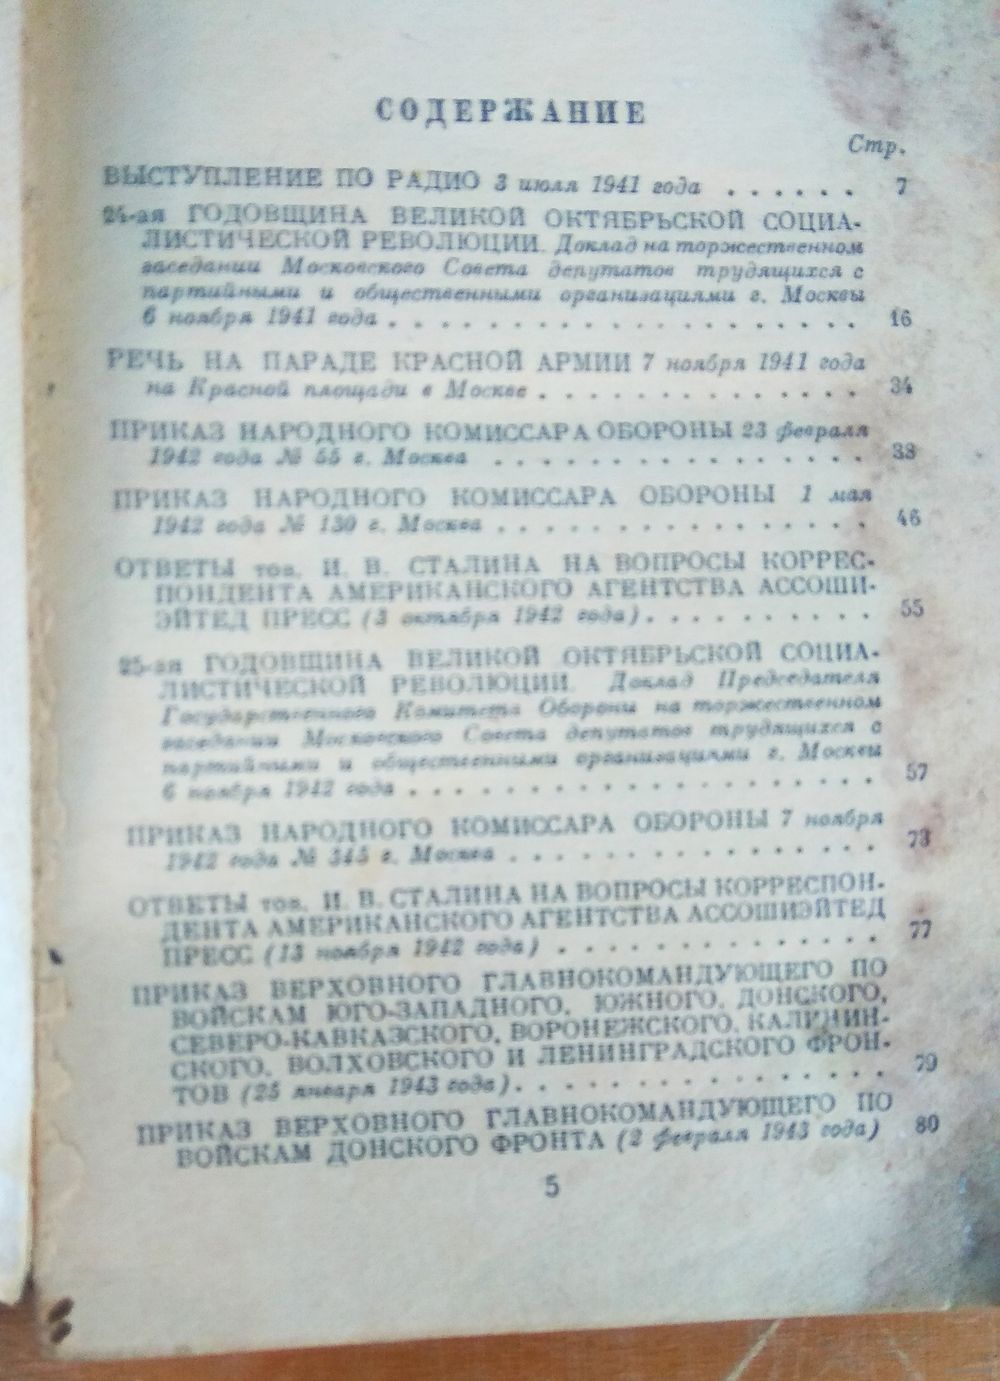 СОДЕРЖАНИЕ
Стр.
ВЫСТУПЛЕНИЕ ПО РАДИО 3 июля 1941 года . . . . . . 7
24-ая ГОДОВЩИНА ВЕЛИКОЙ ОКТЯБРЬСКОЙ СОЦИА-
ЛИСТИЧЕСКОЙ РЕВОЛЮЦИИ. Доклад на торжественном
заседании Московского Совета депутатов трудящихся с
партийными и общественными организациями г. Москвы
6 ноября 1941 года . . . . . . . . . . . . . . . . . . 16
РЕЧЬ НА ПАРАДЕ КРАСНОЙ АРМИИ 7 ноября 1941 года
на Красной площади в Москве . . . . . . . . . . . . . 34
ПРИКАЗ НАРОДНОГО КОМИССАРА ОБОРОНЫ 23 февраля
1942 года № 55 г. Москва . . . . . . . . . . . . . . . 38
ПРИКАЗ НАРОДНОГО КОМИССАРА ОБОРОНЫ 1 мая
1942 года № 130 г. Москва . . . . . . . . . . . . . . . 46
ОТВЕТЫ тов. И. В. СТАЛИНА НА ВОПРОСЫ КОРРЕС-
ПОНДЕНТА АМЕРИКАНСКОГО АГЕНТСТВА АССОШИ-
ЭЙТЕД ПРЕСС (3 октября 1942 года) . . . . . . . . . 55
25-ая ГОДОВЩИНА ВЕЛИКОЙ ОКТЯБРЬСКОЙ СОЦИА-
ЛИСТИЧЕСКОЙ РЕВОЛЮЦИИ. Доклад Председателя
Государственного Комитета Обороны на торжественном
заседании Московского Совета депутатов трудящихся с
партийными и общественными организациями г. Москвы
6 ноября 1942 года . . . . . . . . . . . . . . . . . . 57
ПРИКАЗ НАРОДНОГО КОМИССАРА ОБОРОНЫ 7 ноября
1942 года № 345 г. Москва . . . . . . . . . . . . . . 73
ОТВЕТЫ тов. И. В. СТАЛИНА НА ВОПРОСЫ КОРРЕСПОН-
ДЕНТА АМЕРИКАНСКОГО АГЕНТСТВА АССОШИЭЙТЕД
ПРЕСС (13 ноября 1942 года) . . . . . . . . . . . . 77
ПРИКАЗ ВЕРХОВНОГО ГЛАВНОКОМАНДУЮЩЕГО ПО
ВОЙСКАМ ЮГО-ЗАПАДНОГО, ЮЖНОГО, ДОНСКОГО,
СЕВЕРО-КАВКАЗСКОГО, ВОРОНЕЖСКОГО, КАЛИНИН-
СКОГО, ВОЛХОВСКОГО И ЛЕНИНГРАДСКОГО ФРОН-
ТОВ (25 января 1943 года) . . . . . . . . . . . . . . 79
ПРИКАЗ ВЕРХОВНОГО ГЛАВНОКОМАНДУЮЩЕГО ПО
ВОЙСКАМ ДОНСКОГО ФРОНТА (2 февраля 1943 года) 80
5